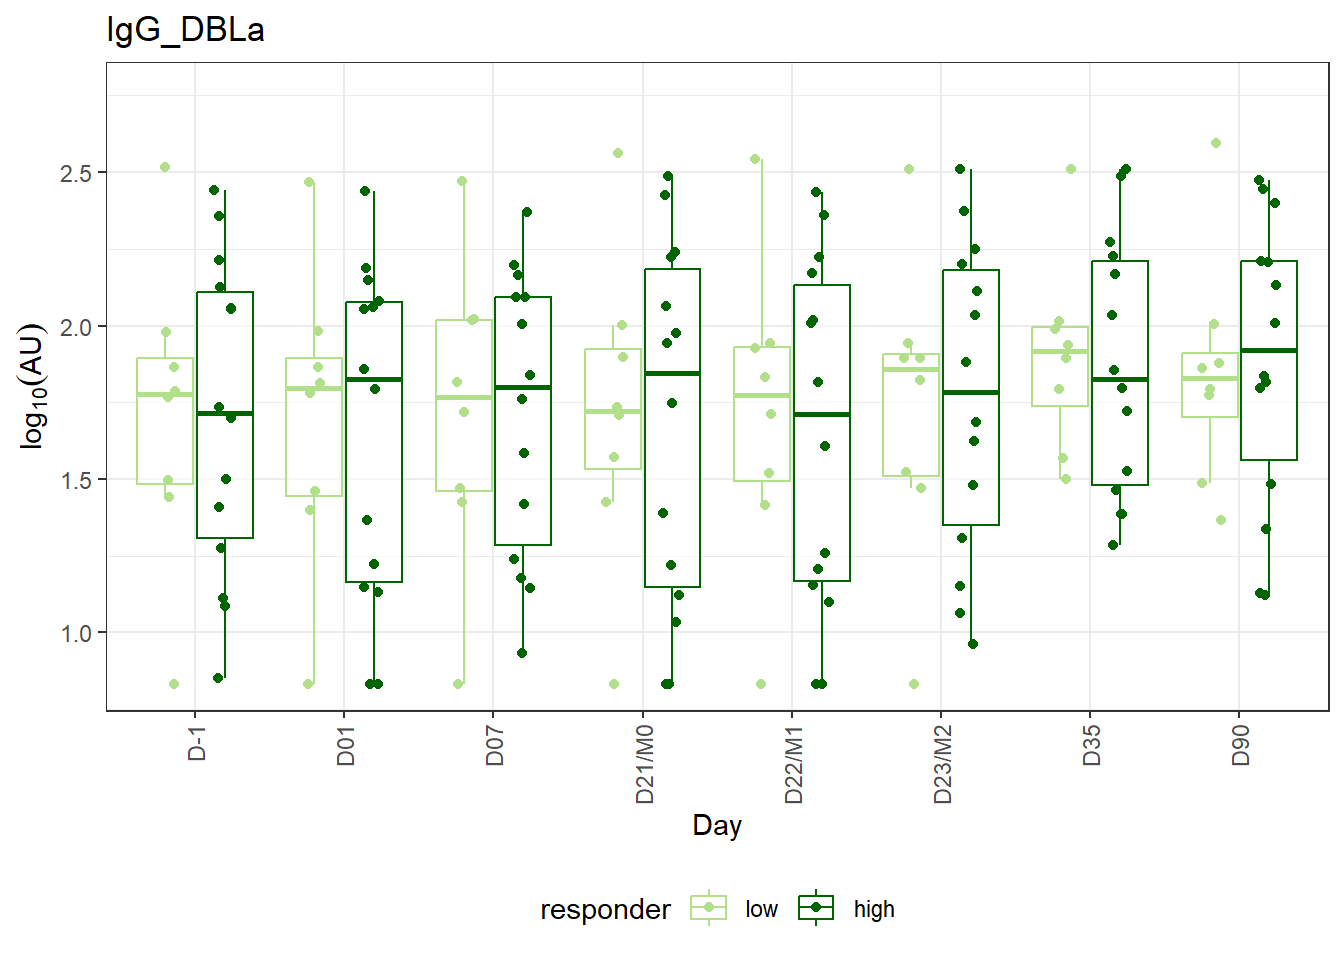 IgG_DBLa
log10(AU)
2.5
2.0
1.5
1.0
D-1
D01
D07
D21/M0
D22/M1
D23/M2
D35
D90
Day
responder low high